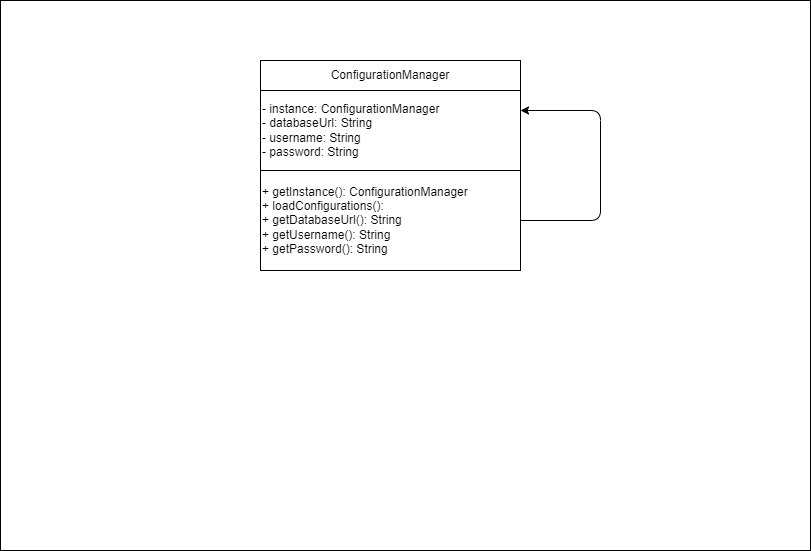 ConfigurationManager
- instance: ConfigurationManager
- databaseUrl: String
- username: String
- password: String
+ getInstance(): ConfigurationManager
+ loadConfigurations():
+ getDatabaseUrl(): String
+ getUsername(): String
+ getPassword(): String